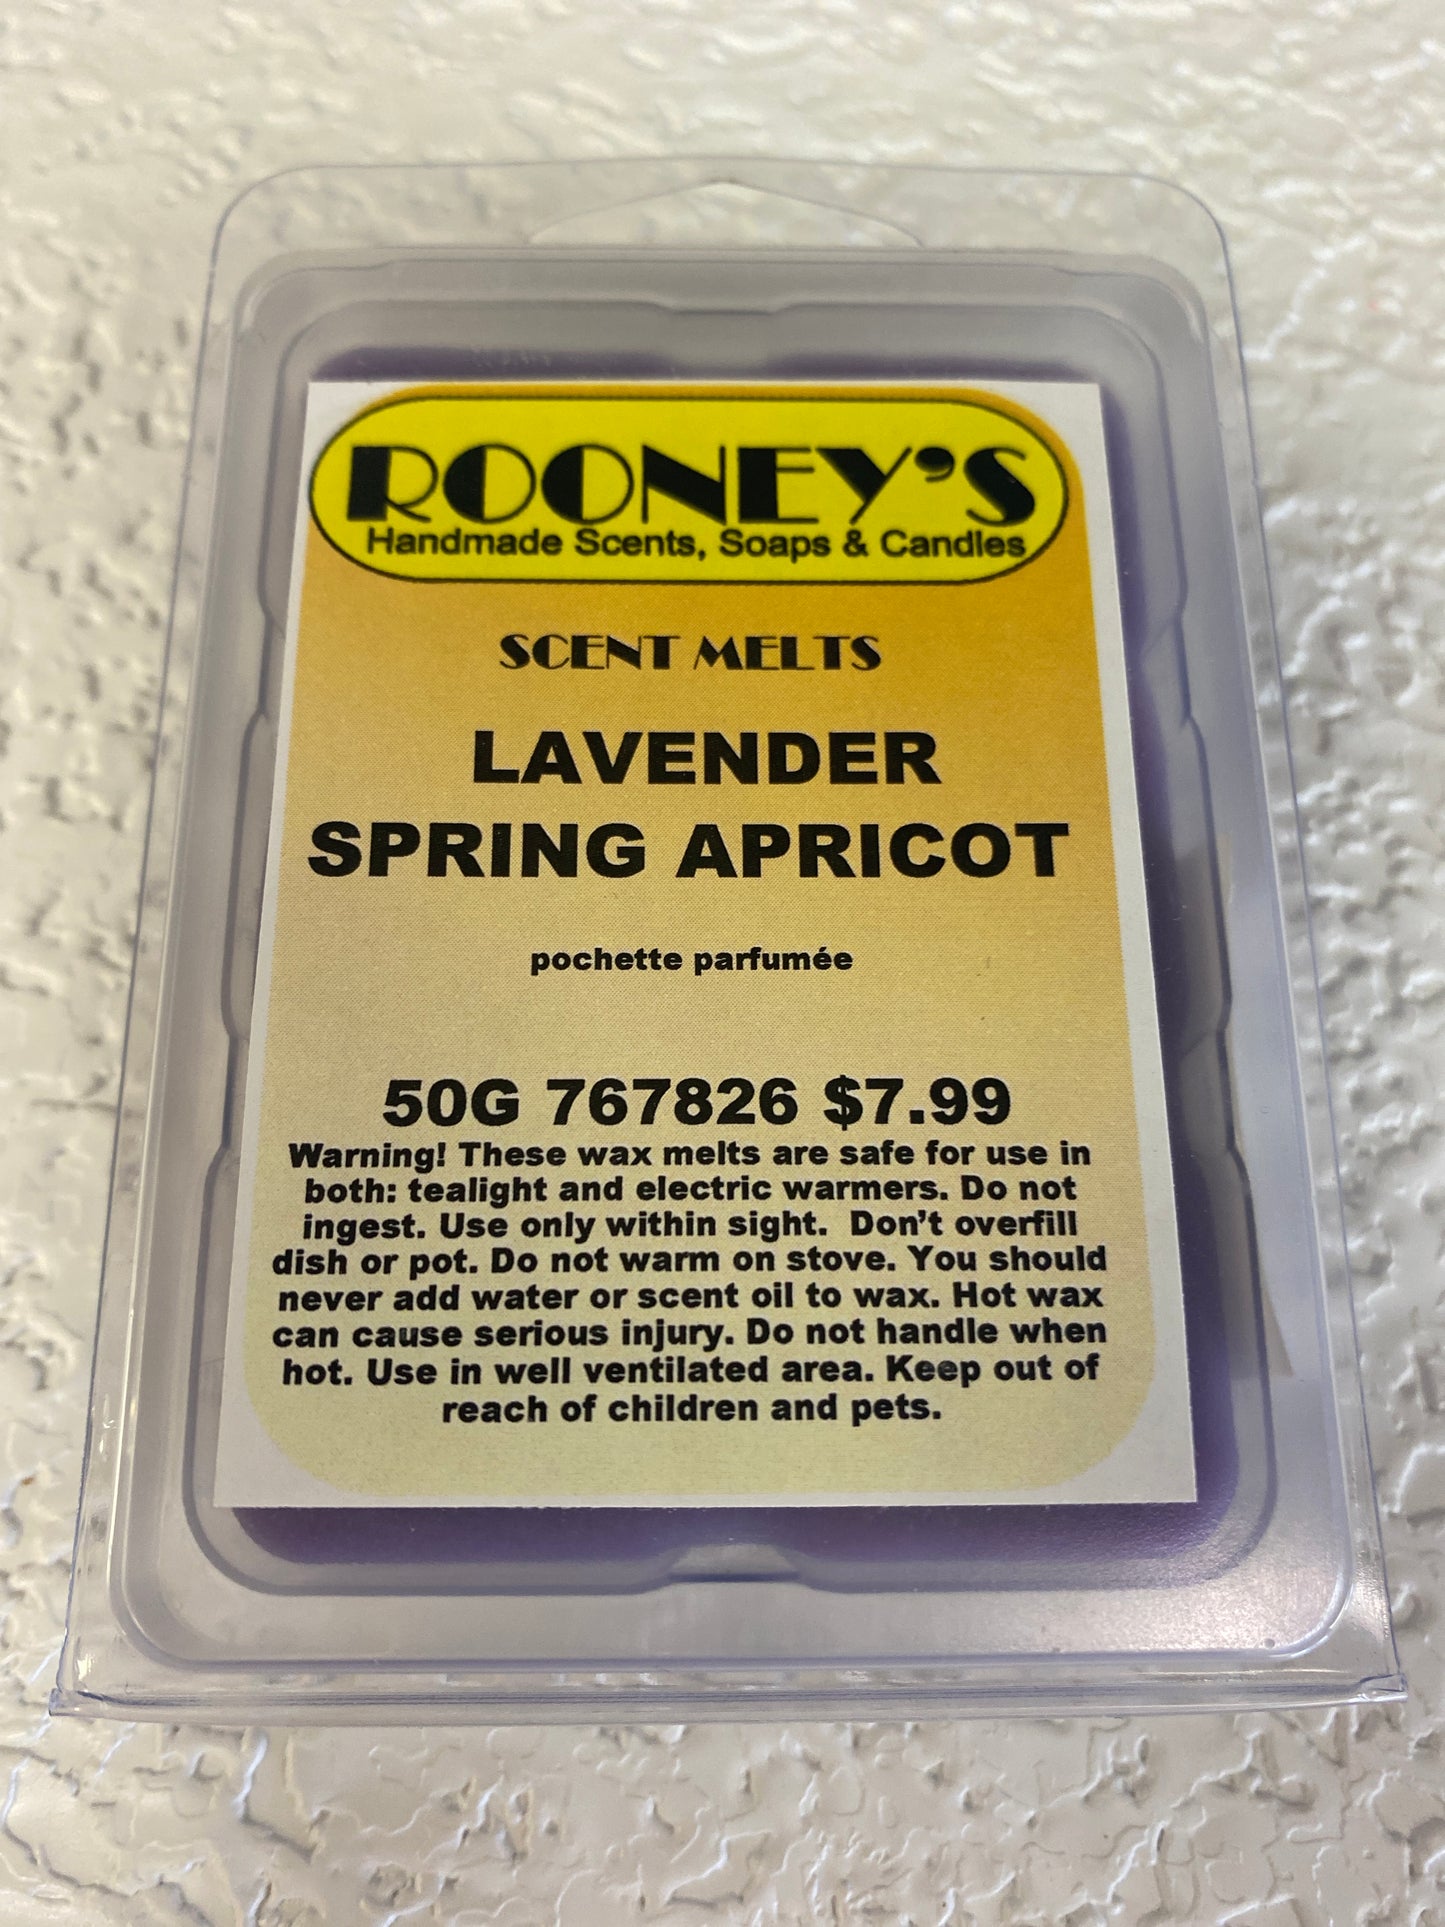 ROONEY'S
Handmade Scents, Soaps & Candles
SCENT MELTS
LAVENDER
SPRING APRICOT
pochette parfumée
50G 767826 $7.99
Warning! These wax melts are safe for use in
both: tealight and electric warmers. Do not
ingest. Use only within sight.  Don't overfill
dish or pot. Do not warm on stove. You should
never add water or scent oil to wax. Hot wax
can cause serious injury. Do not handle when
hot. Use in well ventilated area. Keep out of
reach of children and pets.